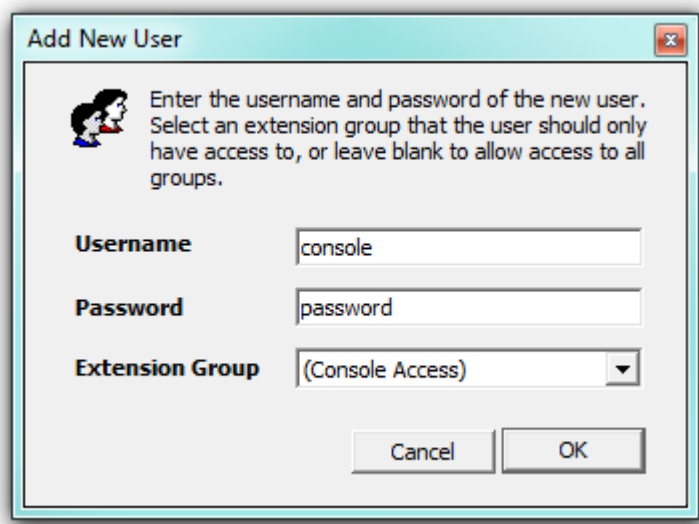 Add New User
Enter the username and password of the new user.
Select an extension group that the user should only
have access to, or leave blank to allow access to all
groups.
Username
console
Password
password
Extension Group
(Console Access)
Cancel
OK